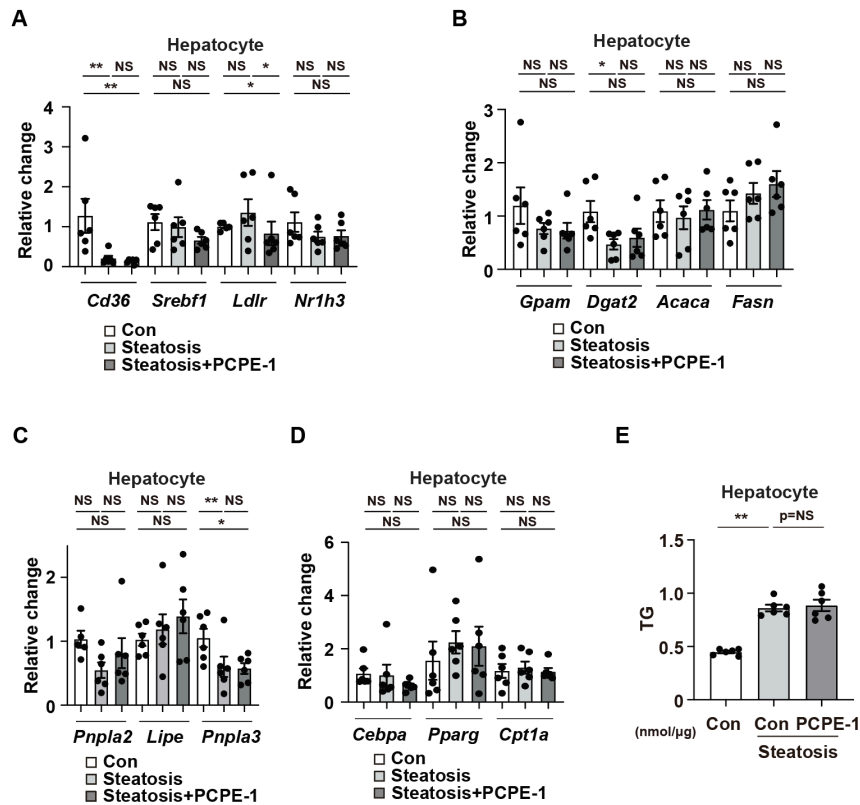 A
Hepatocyte
** NS NS NS NS * NS NS
** NS * NS
Relative change
4
3
2
1
0
Cd36 Srebf1 Ldlr Nr1h3
Con
Steatosis
Steatosis+PCPE-1
B
Hepatocyte
NS NS * NS NS NS NS NS
NS NS NS NS
Relative change
3
2
1
0
Gpam Dgat2 Acaca Fasn
Con
Steatosis
Steatosis+PCPE-1
C
Hepatocyte
NS NS NS NS ** NS
NS NS *
Relative change
2
1
0
Pnpla2 Lipe Pnpla3
Con
Steatosis
Steatosis+PCPE-1
D
Hepatocyte
NS NS NS NS NS NS
NS NS NS
Relative change
6
4
2
0
Cebpa Pparg Cpt1a
Con
Steatosis
Steatosis+PCPE-1
E
Hepatocyte
** p=NS
TG
1.5
1.0
0.5
0
(nmol/μg) Con Con PCPE-1
Steatosis